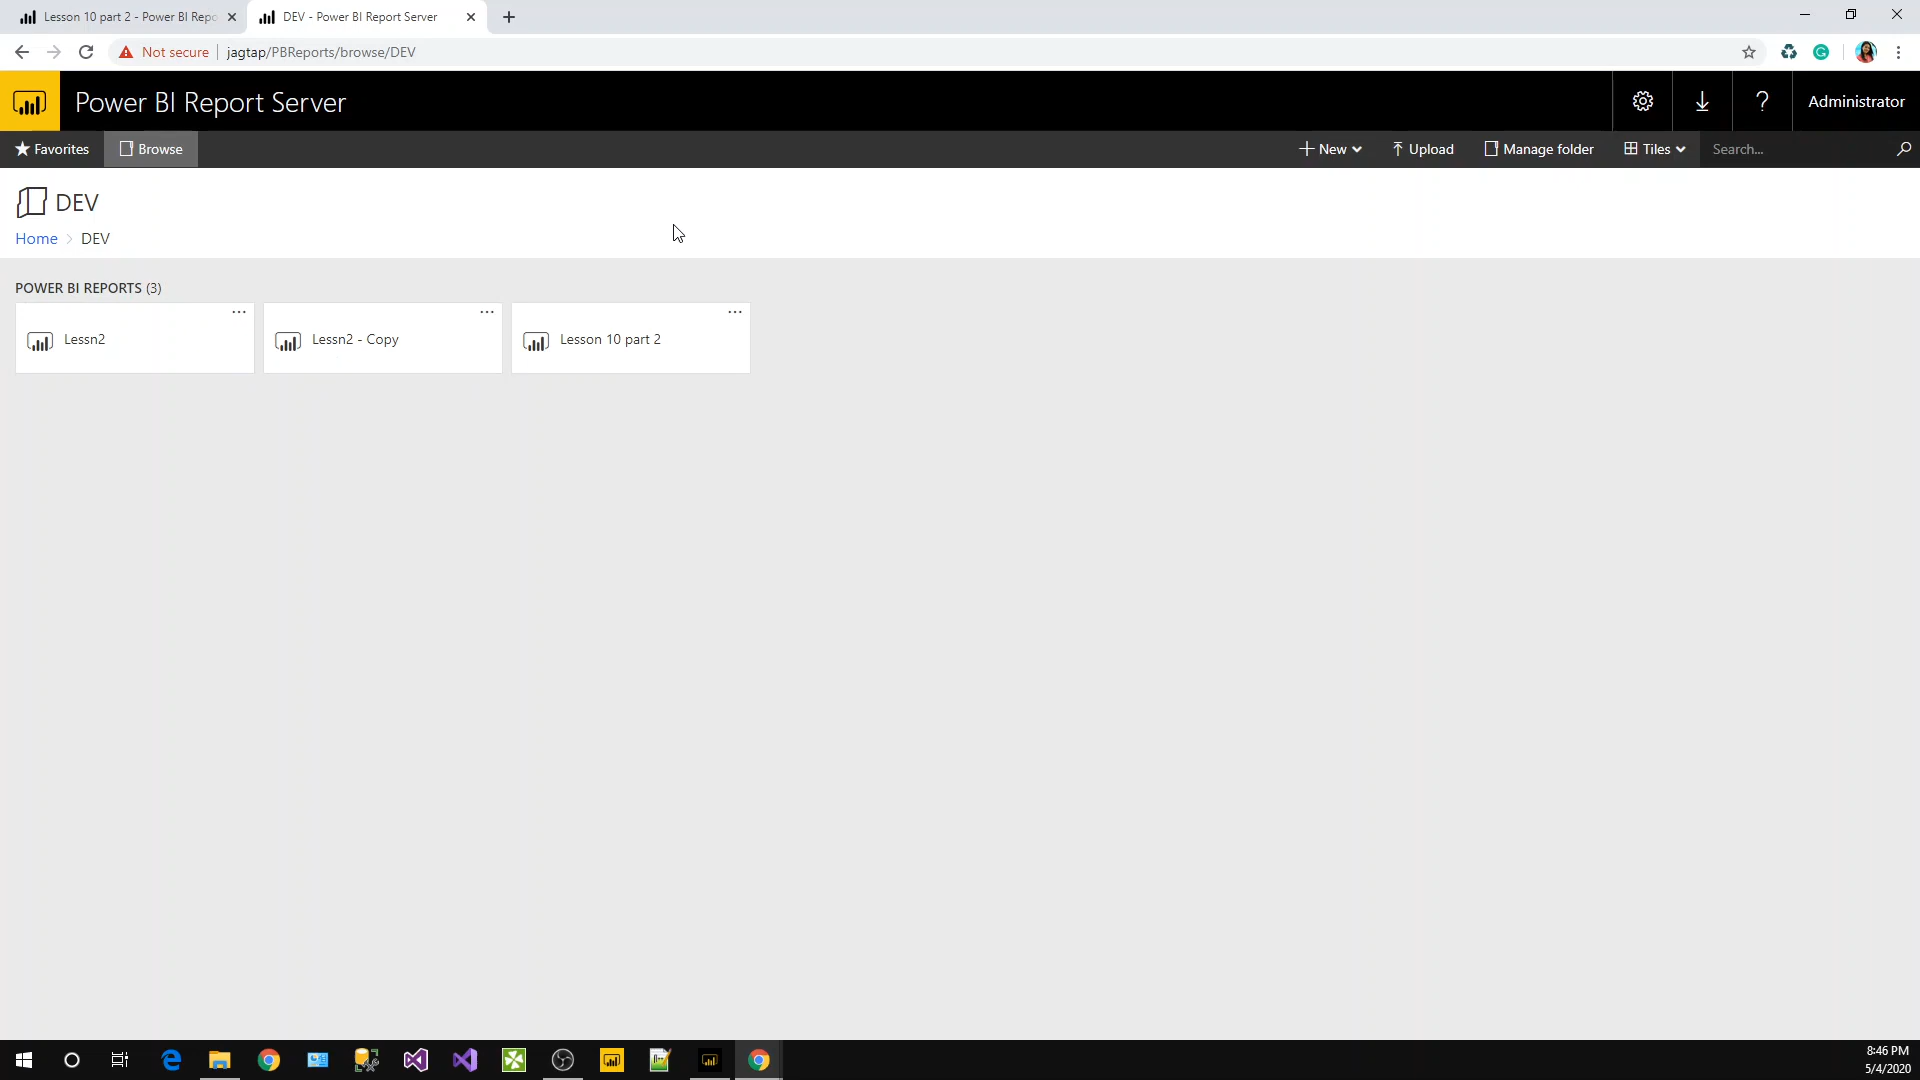 Lesson 10 part 2 - Power BI Repo
DEV - Power BI Report Server
Not secure
jagtap/PBReports/browse/DEV
Power BI Report Server
Administrator
Favorites
Browse
New
Upload
Manage folder
Tiles
Search...
DEV
Home > DEV
POWER BI REPORTS (3)
Lessn2
Lessn2 - Copy
Lesson 10 part 2
8:46 PM
5/4/2020